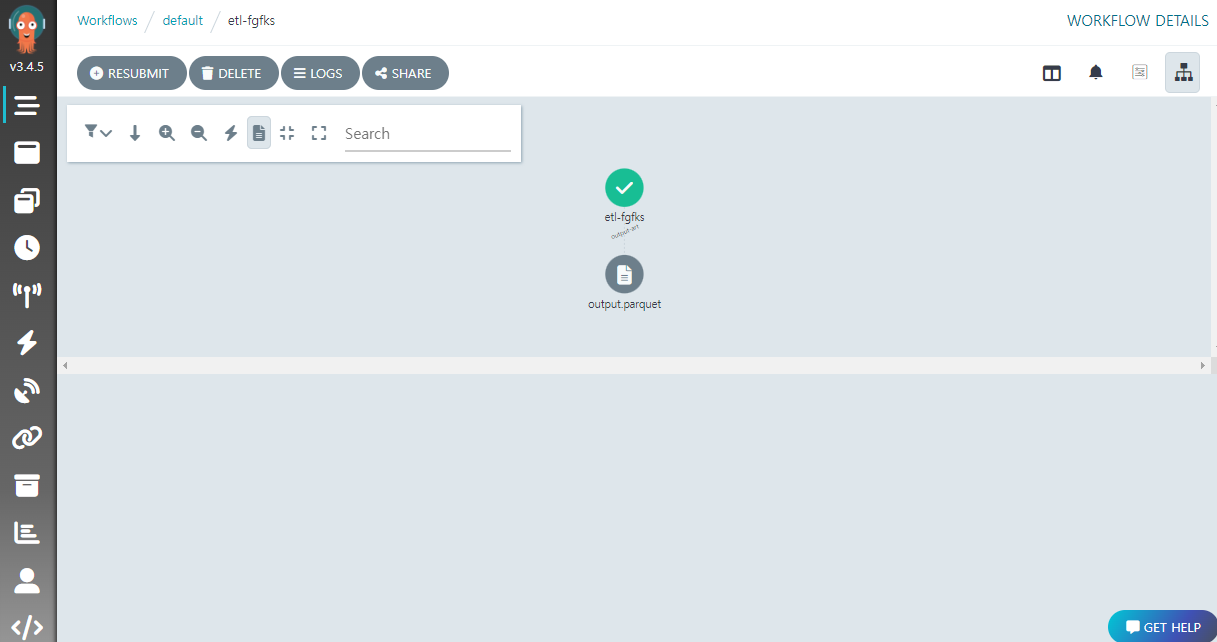 Workflows / default / etl-fgfks
WORKFLOW DETAILS
v3.4.5
RESUBMIT DELETE LOGS SHARE
Search
etl-fgfks
output-art
output.parquet
GET HELP